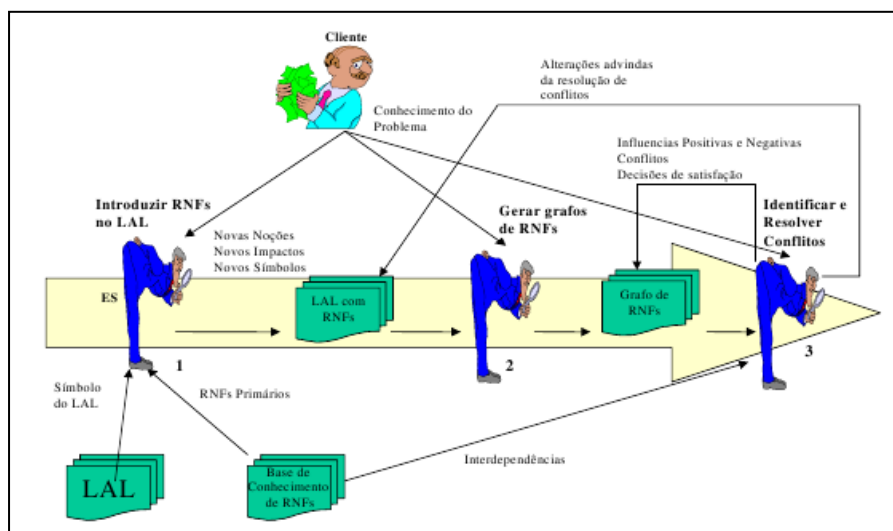 Cliente
Alterações advindas
da resolução de
conflitos
Conhecimento do
Problema
Influencias Positivas e Negativas
Conflitos
Decisões de satisfação
Introduzir RNFs
no LAL
Gerar grafos
de RNFs
Identificar e
Resolver
Conflitos
Novas Noções
Novos Impactos
Novos Símbolos
ES
LAL com
RNFs
Grafo de
RNFs
1
2
3
Símbolo
do LAL
RNFs Primários
Interdependências
LAL
Base de
Conhecimento
de RNFs